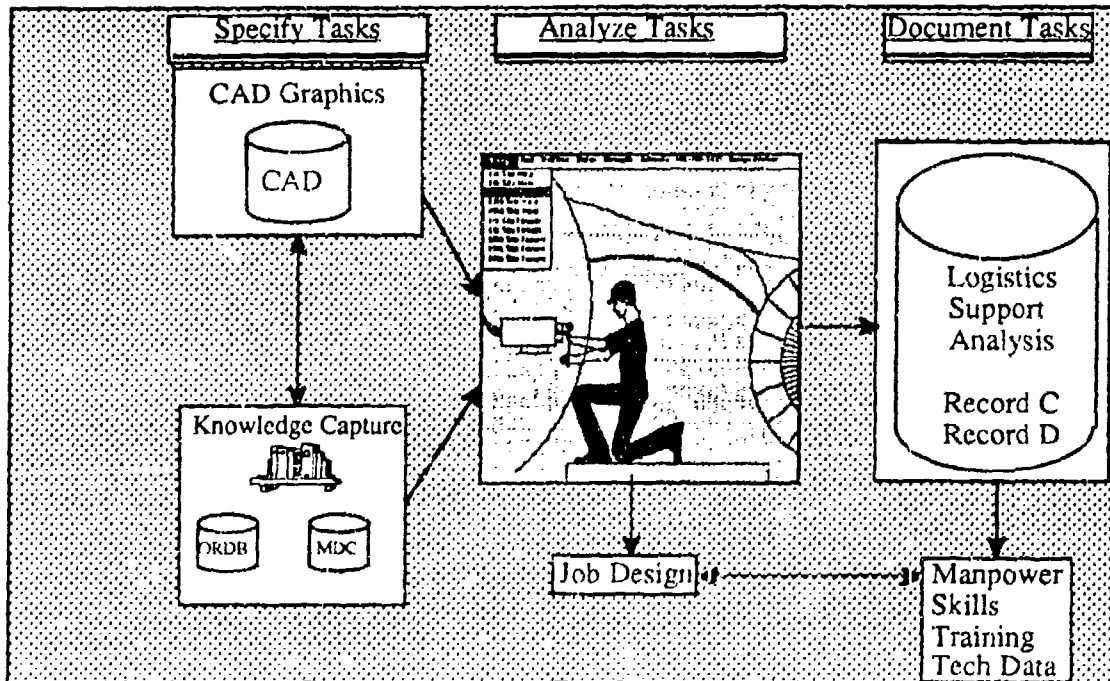 Specify Tasks
Analyze Tasks
Document Tasks
CAD Graphics
CAD
Knowledge Capture
ORDB
MDC
Logistics
Support
Analysis
Record C
Record D
Job Design
Manpower
Skills
Training
Tech Data